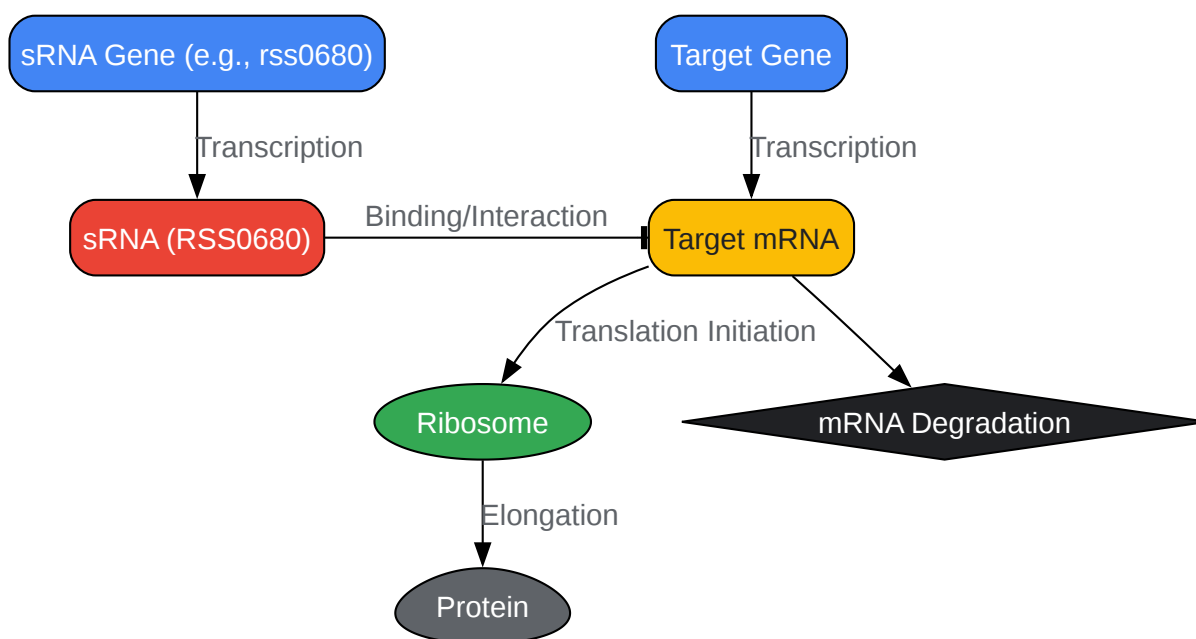 sRNA Gene (e.g., rss0680)
Target Gene
Transcription
Transcription
sRNA (RSS0680)
Binding/Interaction
Target mRNA
Translation Initiation
Ribosome
mRNA Degradation
Elongation
Protein